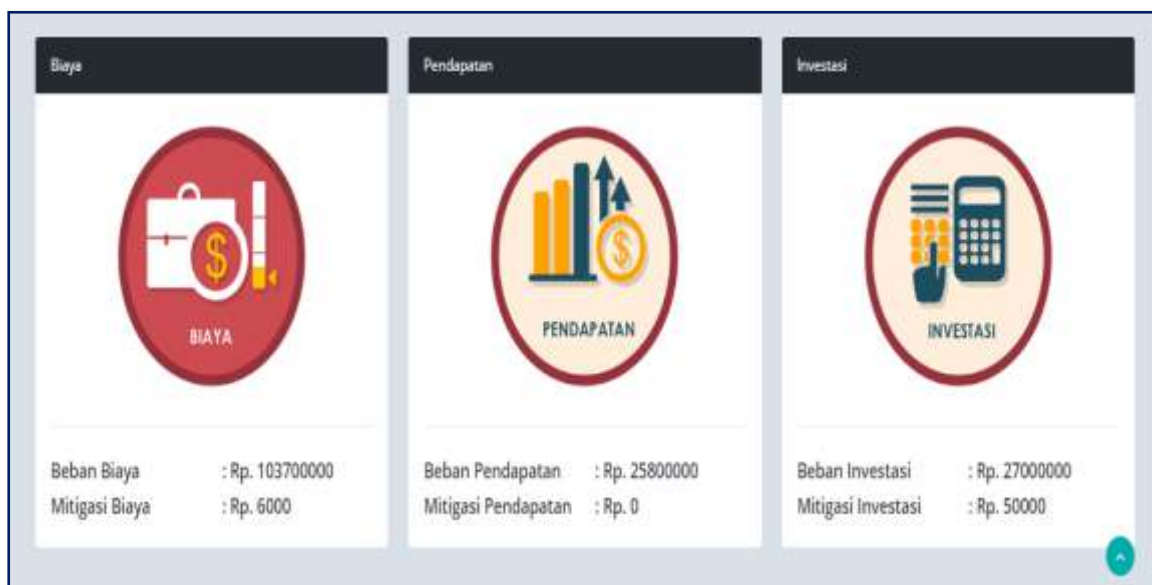 Biaya
BIAYA
Beban Biaya : Rp. 103700000
Mitigasi Biaya : Rp. 6000
Pendapatan
PENDAPATAN
Beban Pendapatan : Rp. 25800000
Mitigasi Pendapatan : Rp. 0
Investasi
INVESTASI
Beban Investasi : Rp. 27000000
Mitigasi Investasi : Rp. 50000